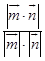 |m⃗ · n⃗|
|m⃗| · |n⃗|